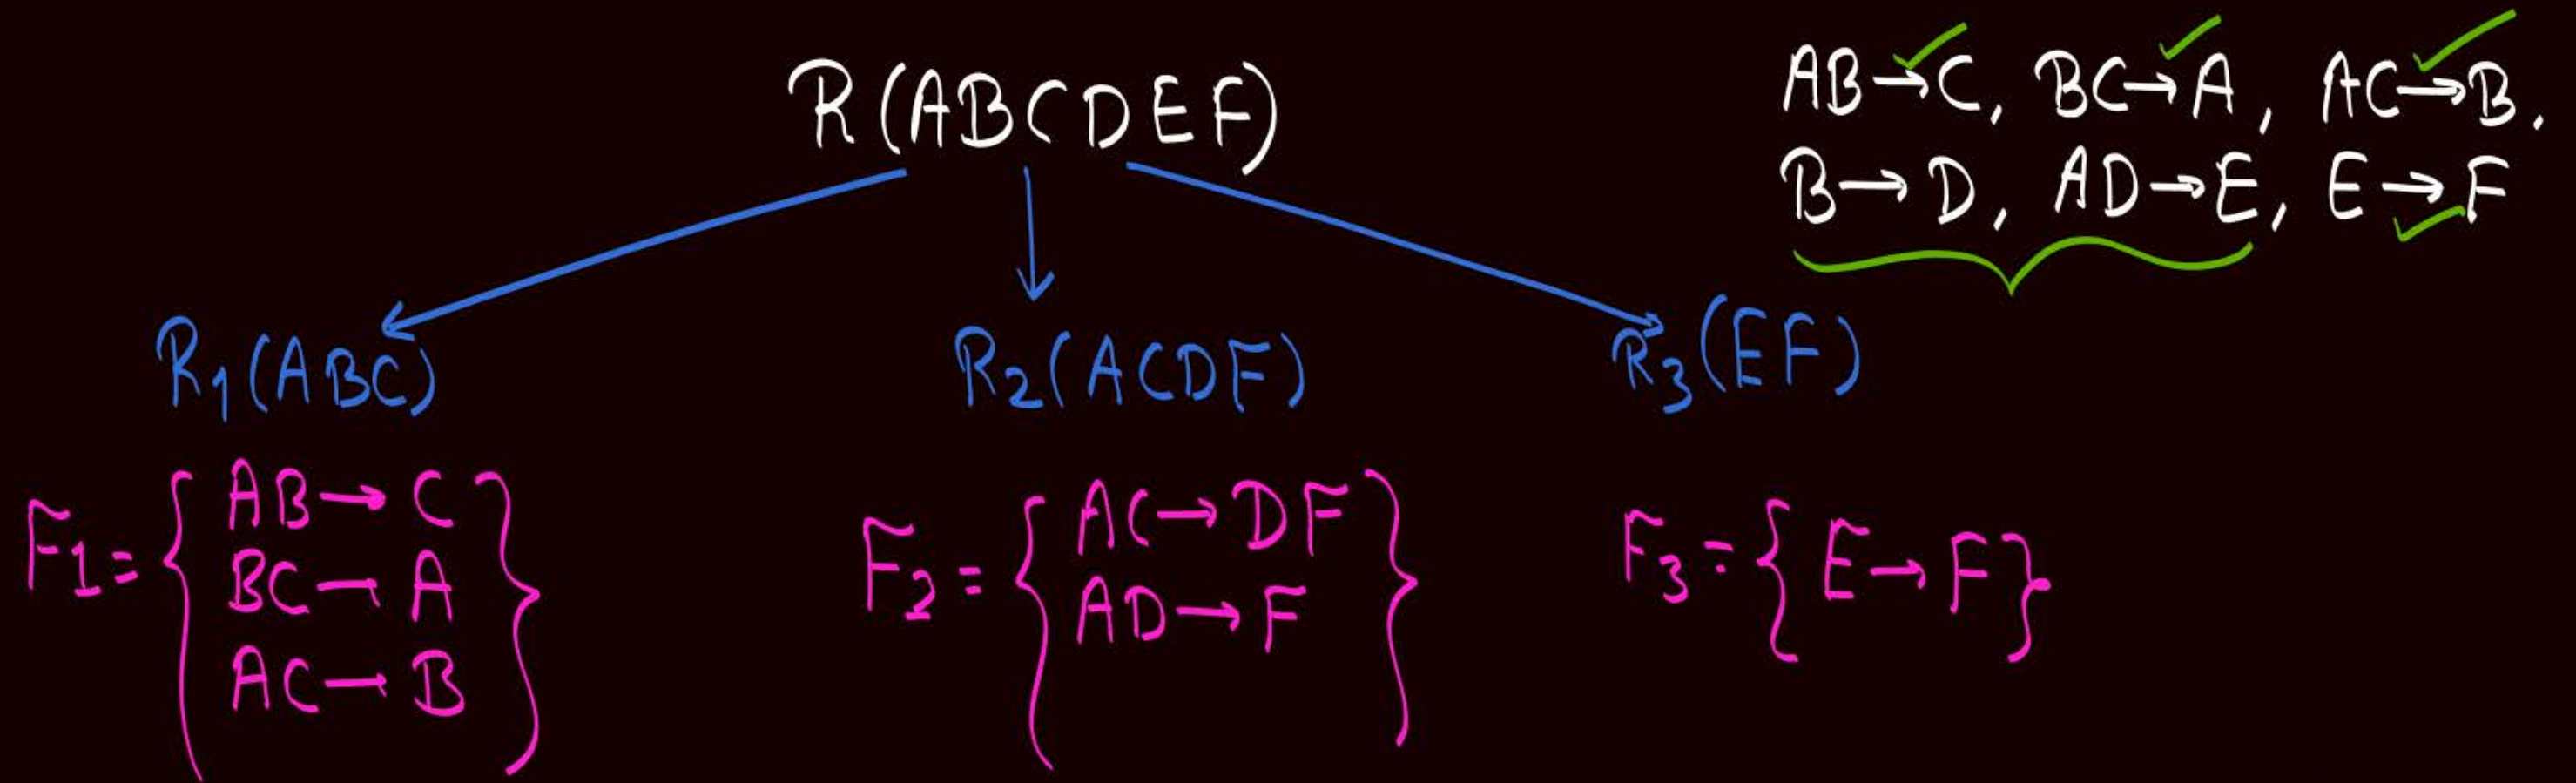 R(ABCDEF)
AB→C, BC→A, AC→B,
B→D, AD→E, E→F
R₁(ABC)
R₂(ACDF)
R₃(EF)
F₁= { AB→C
BC→A
AC→B }
F₂= { AC→DF
AD→F }
F₃= { E→F }